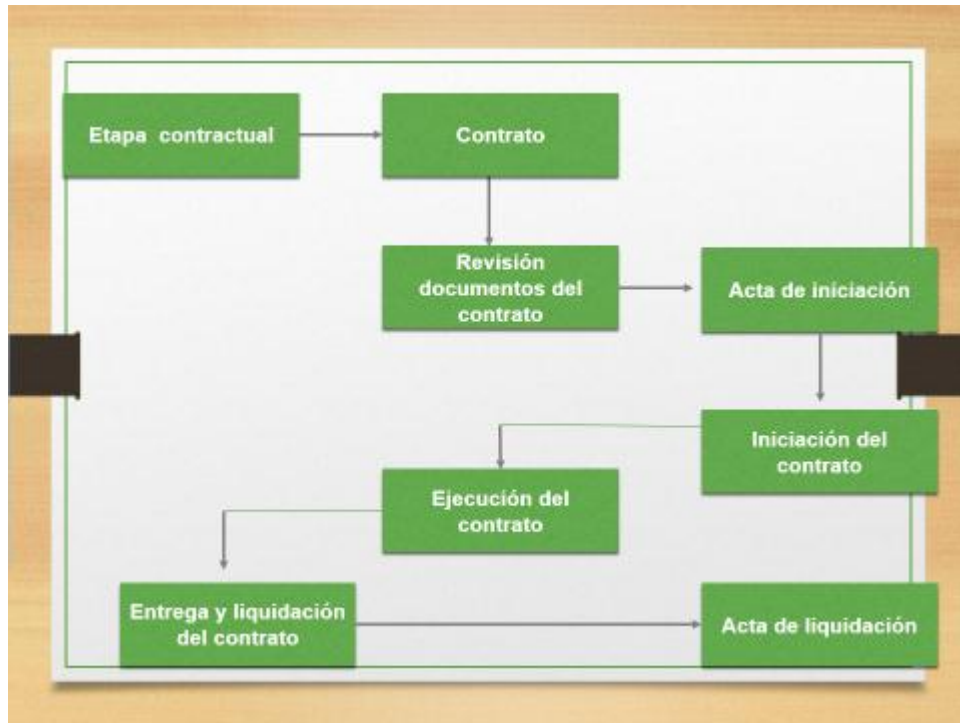 Etapa contractual
Contrato
Revisión
documentos del
contrato
Acta de iniciación
Iniciación del
contrato
Ejecución del
contrato
Entrega y liquidación
del contrato
Acta de liquidación